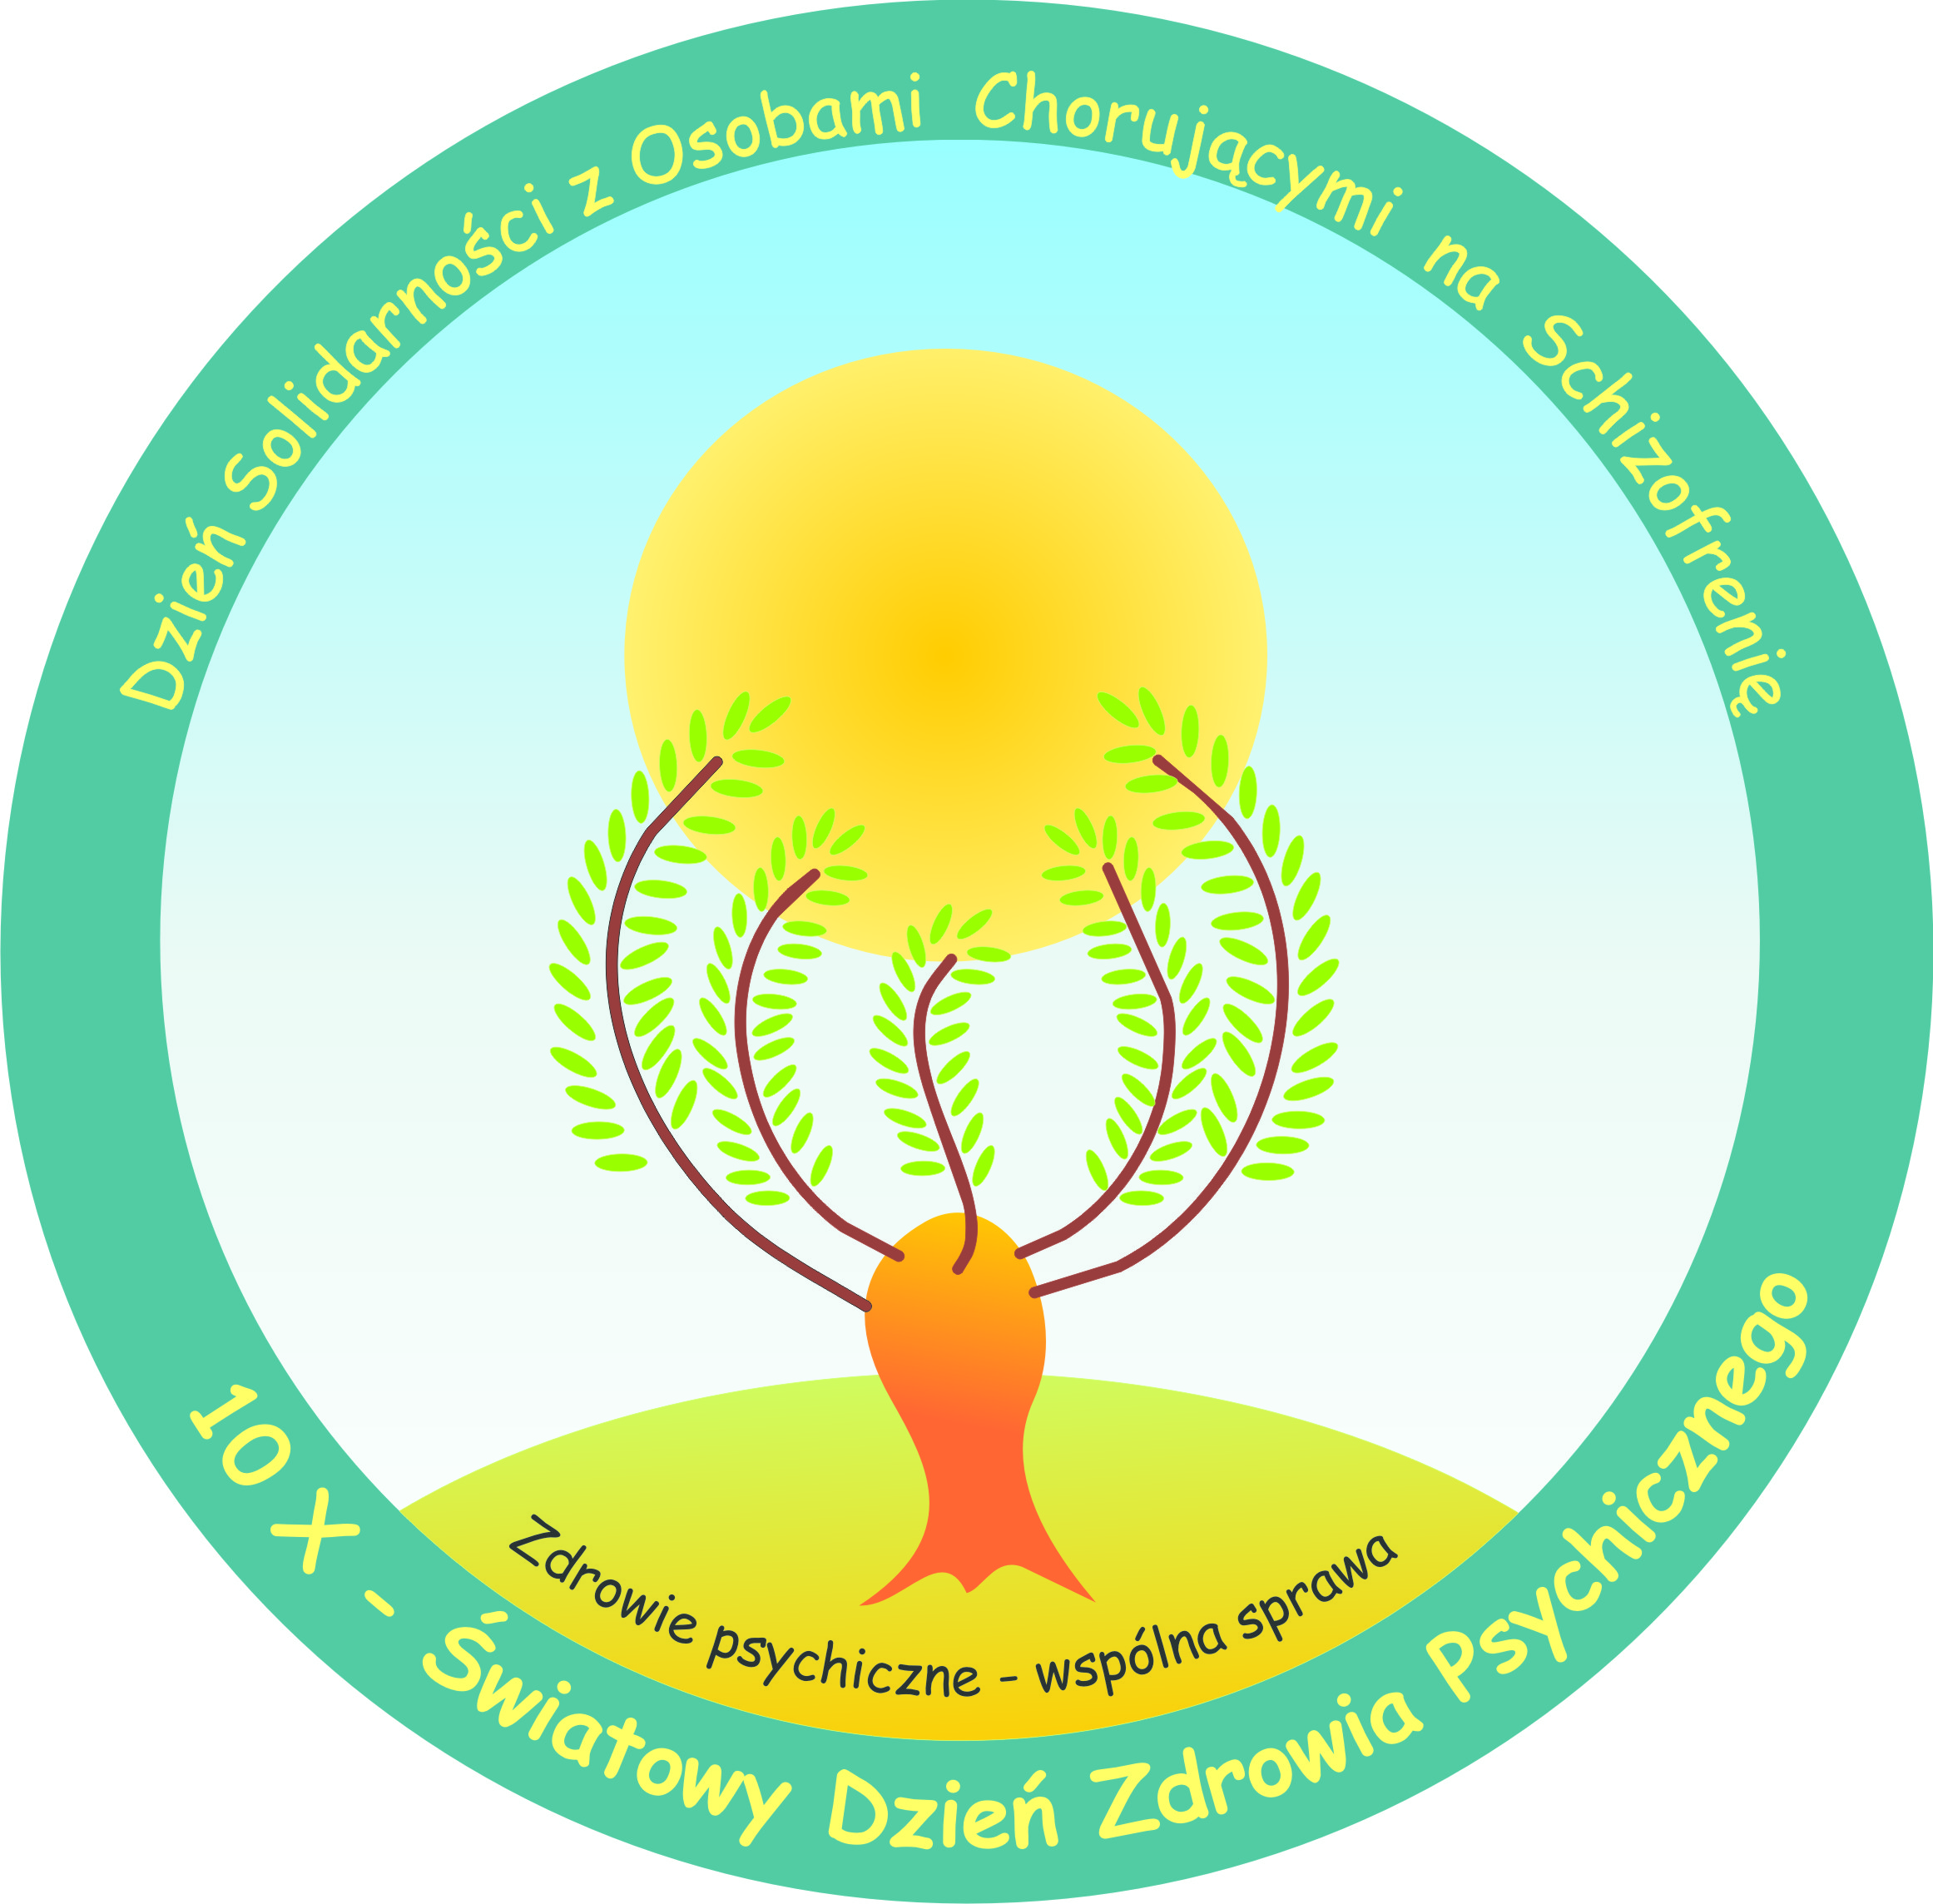 Dzień Solidarności z Osobami Chorującymi na Schizofrenię
Zdrowie psychiczne - wspólna sprawa
10 X - Światowy Dzień Zdrowia Psychicznego